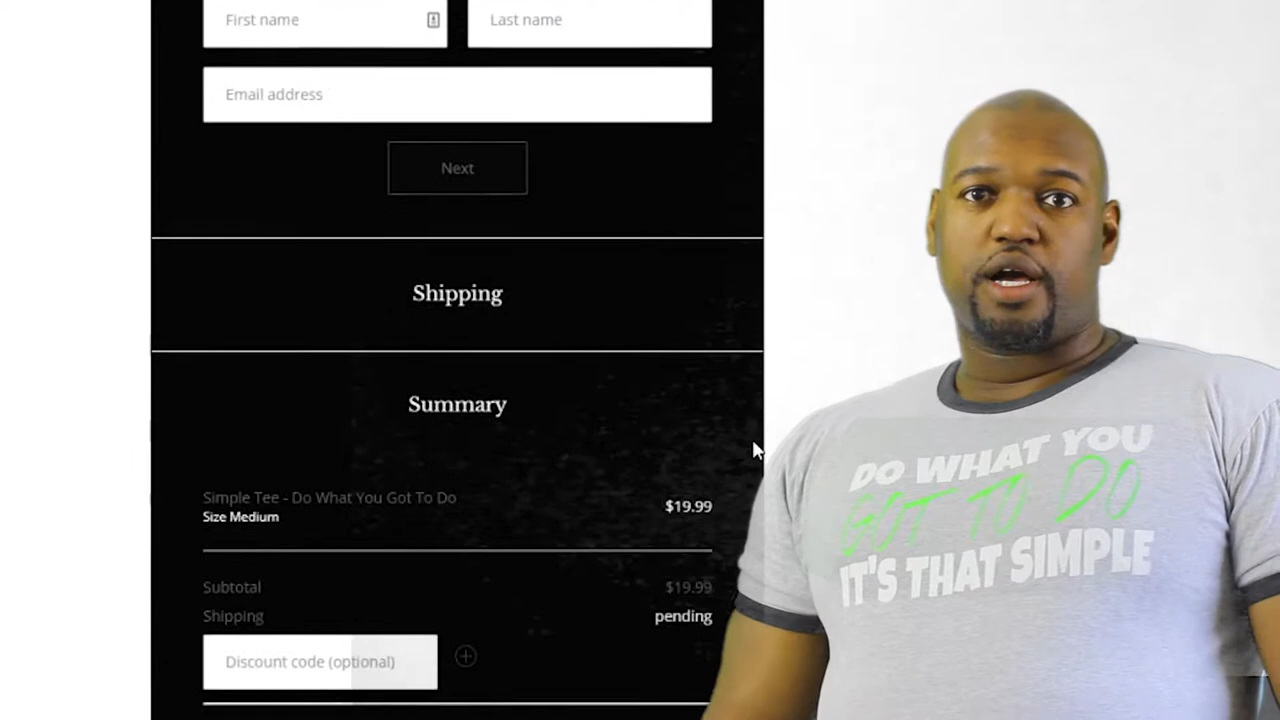 First name
Last name
Email address
Next
Shipping
Summary
Simple Tee - Do What You Got To Do
$19.99
Size Medium
Subtotal
$19.99
Shipping
pending
Discount code (optional)
DO WHAT YOU
GOT TO DO
IT'S THAT SIMPLE